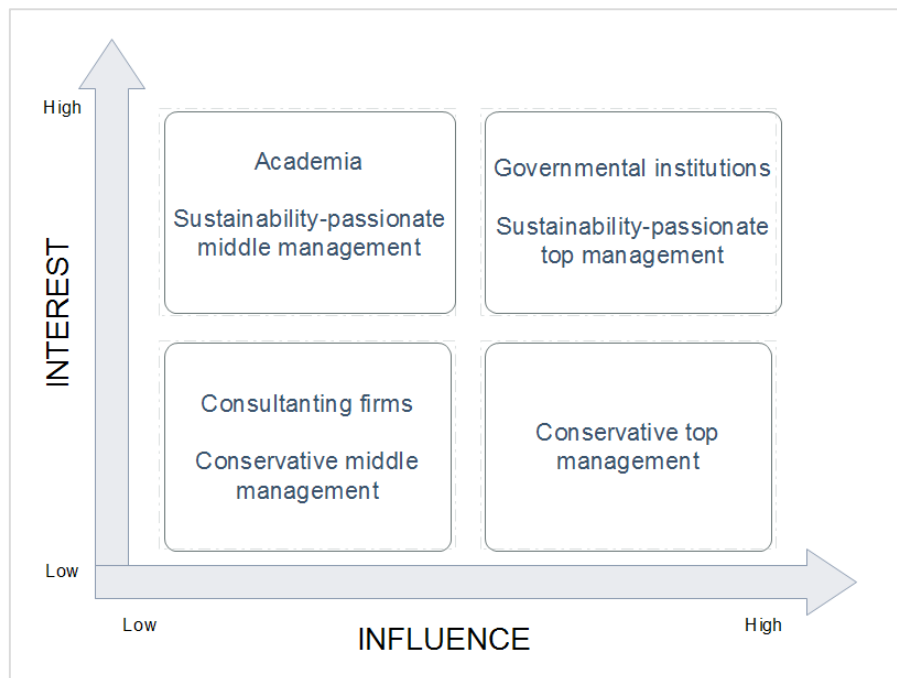 High
Academia
Sustainability-passionate
middle management
Governmental institutions
Sustainability-passionate
top management
INTEREST
Consultanting firms
Conservative middle
management
Conservative top
management
Low
Low
INFLUENCE
High